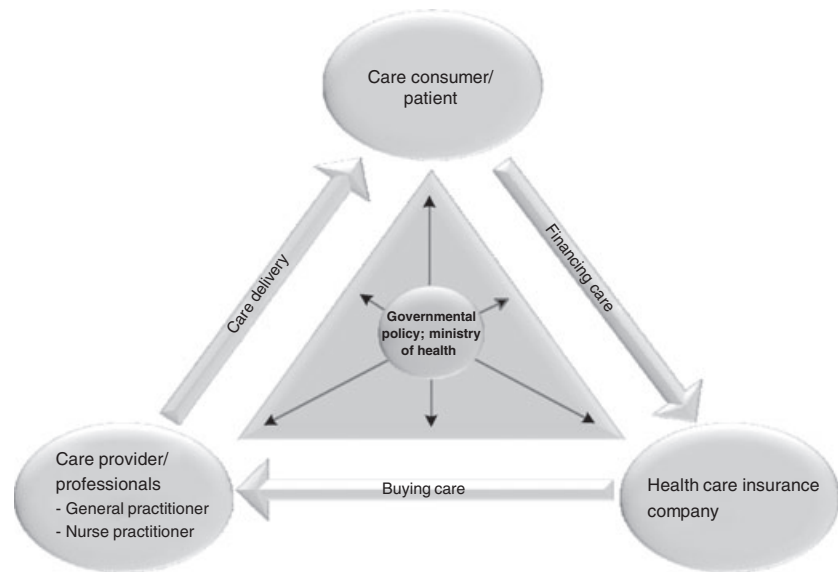 Care consumer/
patient
Care delivery
Financing care
Governmental
policy; ministry
of health
Care provider/
professionals
- General practitioner
- Nurse practitioner
Buying care
Health care insurance
company